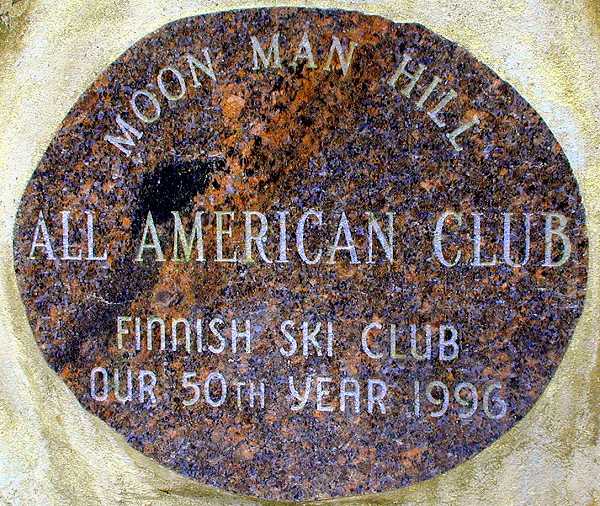 MOON MAN HILL
ALL AMERICAN CLUB
FINNISH SKI CLUB
OUR 50TH YEAR 1996